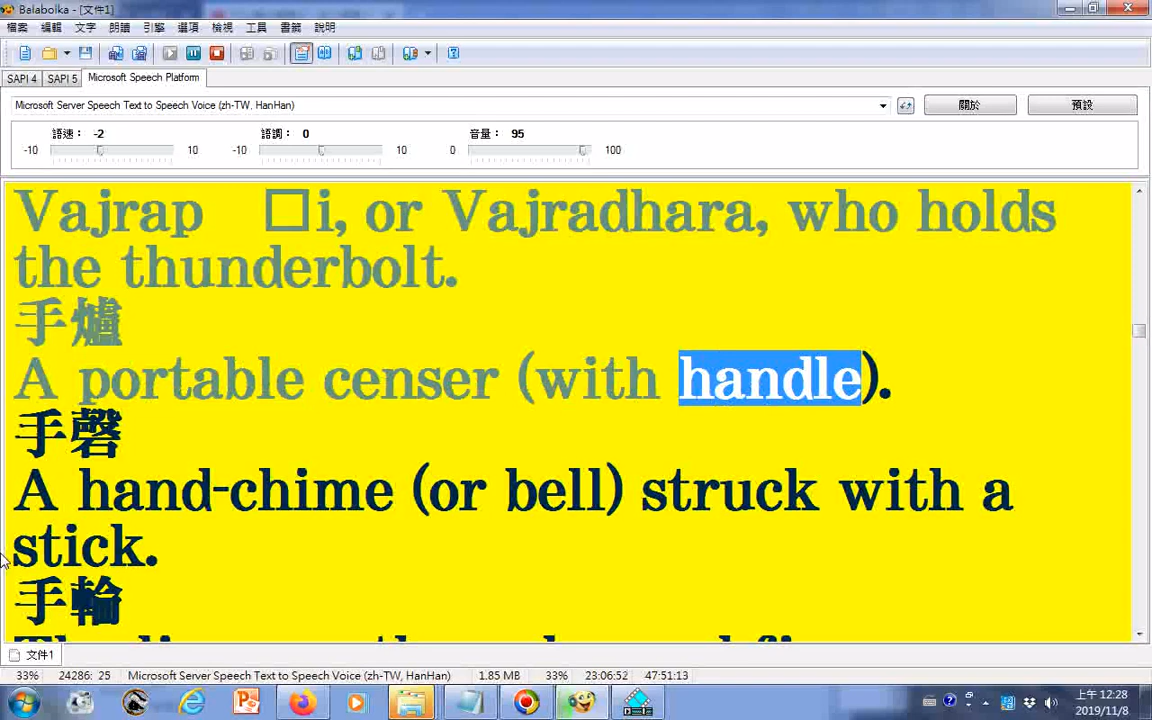 Balabolka - [文件1]
檔案 編輯 文字 朗讀 引擎 選項 檢視 工具 書籤 說明
SAPI 4 SAPI 5 Microsoft Speech Platform
Microsoft Server Speech Text to Speech Voice (zh-TW, HanHan) 關於 預設
語速： -2 語調： 0 音量： 95
-10 10 -10 10 0 100
Vajrap □i, or Vajradhara, who holds
the thunderbolt.
手爐
A portable censer (with handle).
手磬
A hand-chime (or bell) struck with a
stick.
手輪
文件1
33% 24286: 25 Microsoft Server Speech Text to Speech Voice (zh-TW, HanHan) 1.85 MB 33% 23:06:52 47:51:13
上午 12:28
2019/11/8